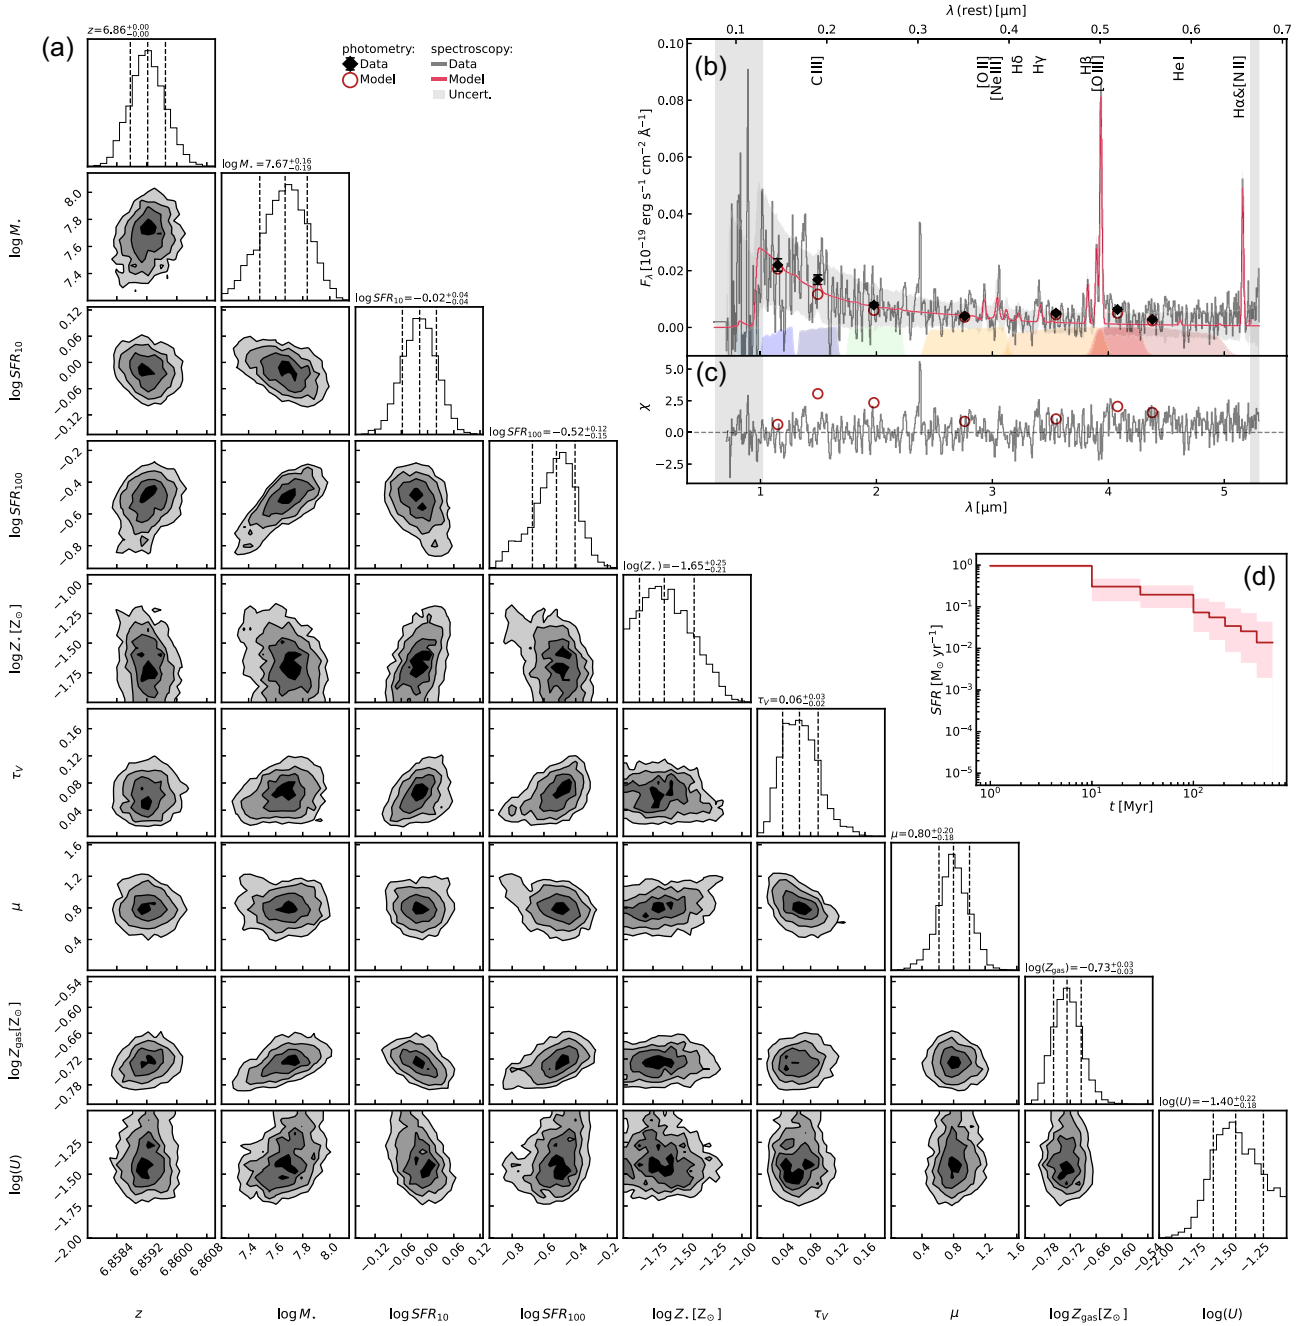 (a)
z=6.86+0.00−0.00
photometry:
Data
Model
spectroscopy:
Data
Model
Uncert.
λ (rest) [μm]
0.1 0.2 0.3 0.4 0.5 0.6 0.7
(b)
C III]
[O II]
[Ne III]
Hδ
Hγ
Hβ
[O III]
He I
Hα&[N II]
0.10
0.08
0.06
0.04
0.02
0.00
Fλ [10−19 erg s−1 cm−2 Å−1]
(c)
5.0
2.5
0.0
−2.5
χ
1 2 3 4 5
λ [μm]
(d)
10^0
10^−1
10^−2
10^−3
10^−4
10^−5
SFR [M⊙ yr−1]
10^0 10^1 10^2
t [Myr]
log M⋆=7.67+0.16−0.19
8.0
7.8
7.6
7.4
log M⋆
log SFR10=−0.02+0.04−0.04
0.12
0.06
0.00
−0.06
−0.12
log SFR10
log SFR100=−0.52+0.12−0.15
−0.2
−0.4
−0.6
−0.8
log SFR100
log(Z⋆)=−1.65+0.25−0.21
−1.00
−1.25
−1.50
−1.75
log Z⋆ [Z⊙]
τV=0.06+0.03−0.02
0.16
0.12
0.08
0.04
τV
μ=0.80+0.20−0.18
1.6
1.2
0.8
0.4
μ
log(Zgas)=−0.73+0.03−0.03
−0.54
−0.60
−0.66
−0.72
−0.78
log Zgas[Z⊙]
log(U)=−1.40+0.22−0.18
−1.25
−1.50
−1.75
−2.00
log(U)
6.8584 6.8592 6.8600 6.8608
7.4 7.6 7.8 8.0
−0.12 −0.06 0.00 0.06 0.12
−0.8 −0.6 −0.4 −0.2
−1.75 −1.50 −1.25 −1.00
0.04 0.08 0.12 0.16
0.4 0.8 1.2 1.6
−0.78 −0.72 −0.66 −0.60 −0.54
−2.00 −1.75 −1.50 −1.25
z
log M⋆
log SFR10
log SFR100
log Z⋆ [Z⊙]
τV
μ
log Zgas[Z⊙]
log(U)